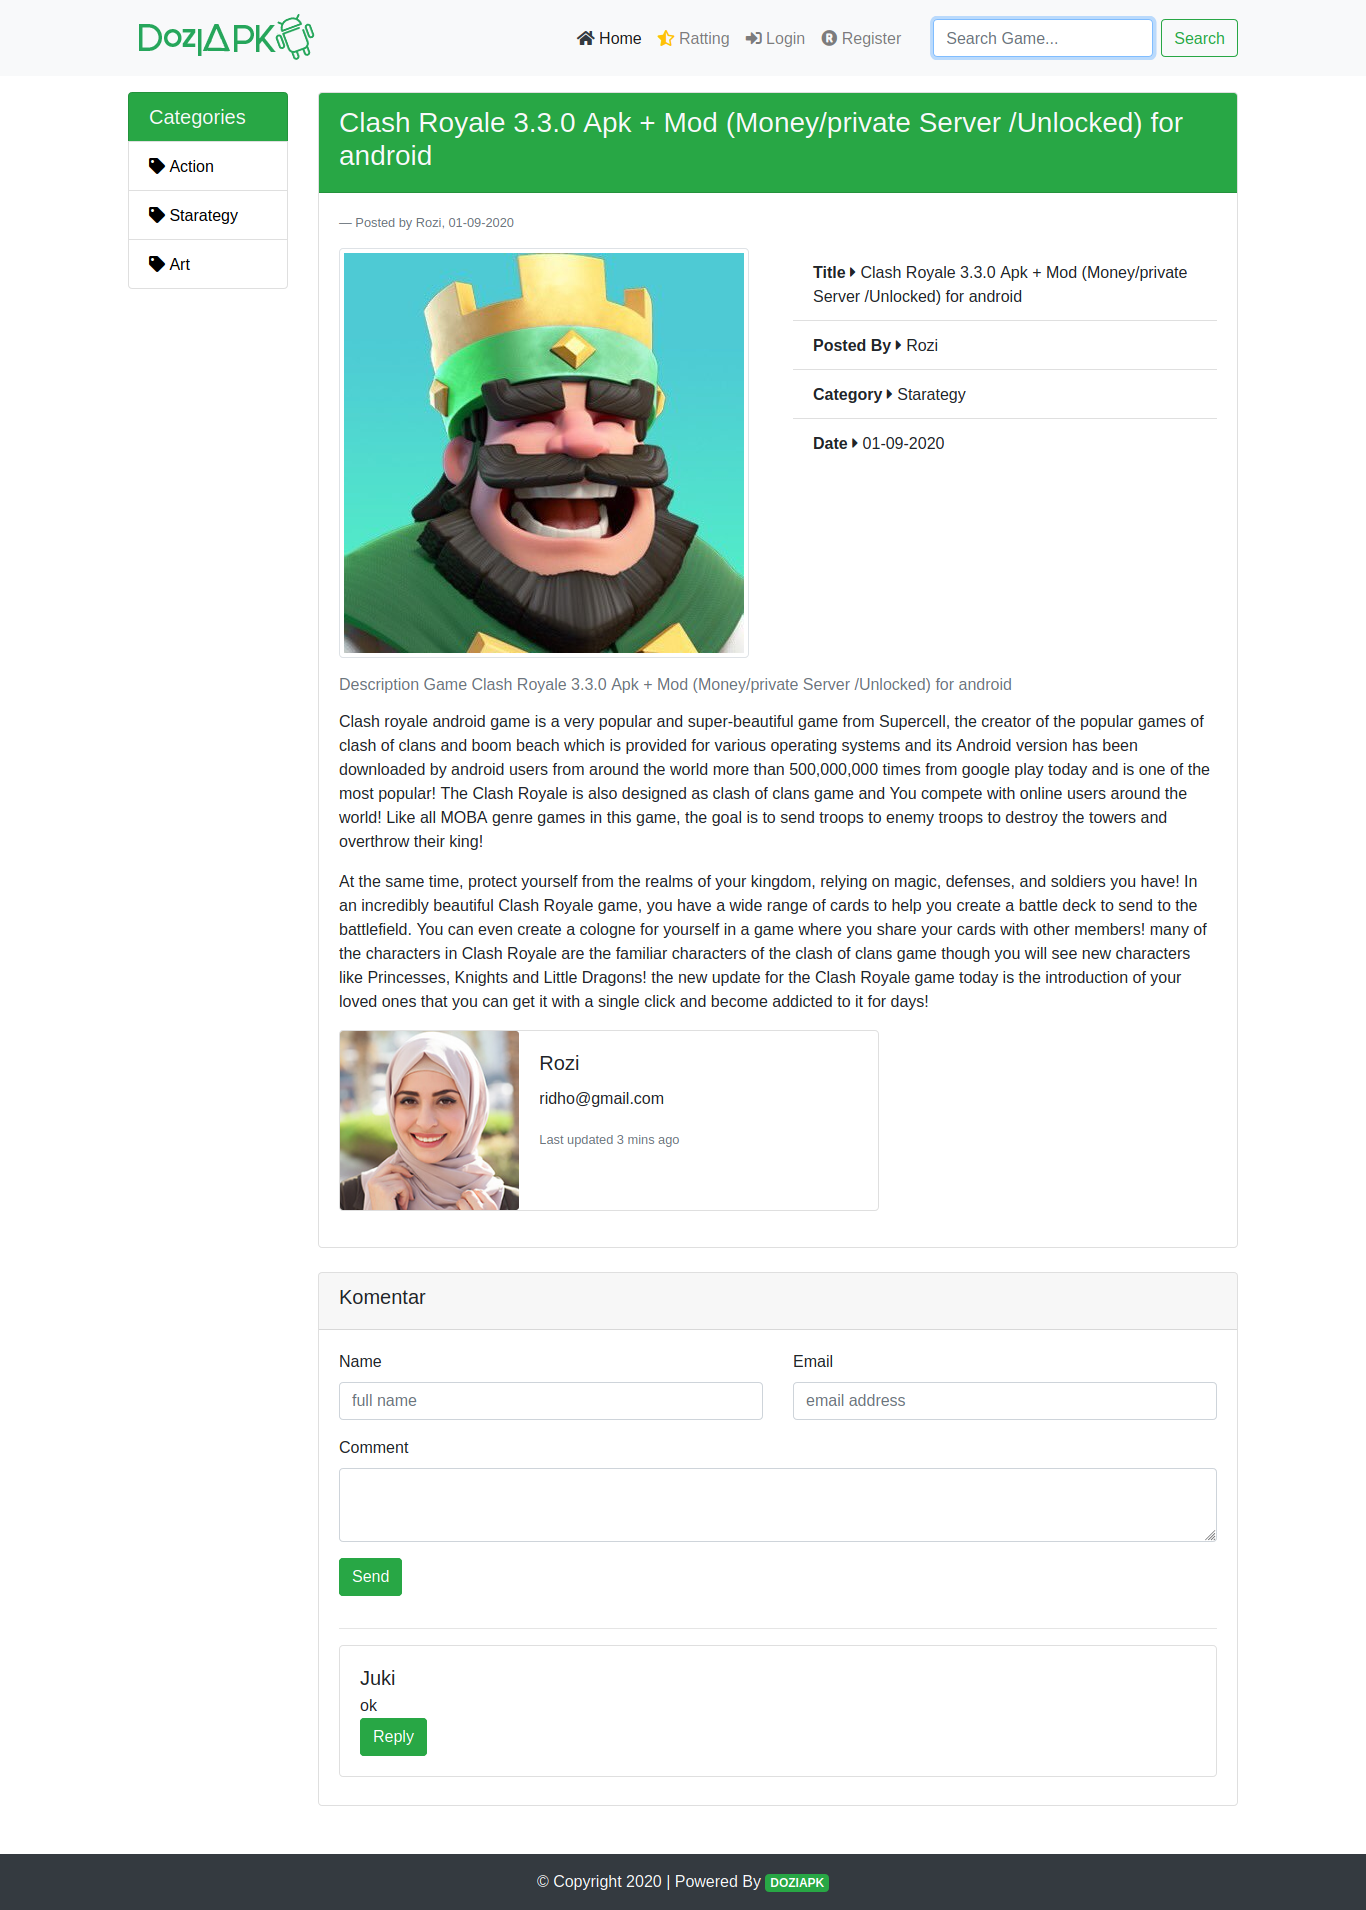 DoziAPK
Home Ratting Login Register Search Game... Search
Categories
Action
Starategy
Art
Clash Royale 3.3.0 Apk + Mod (Money/private Server /Unlocked) for
android
— Posted by Rozi, 01-09-2020
Title Clash Royale 3.3.0 Apk + Mod (Money/private
Server /Unlocked) for android
Posted By Rozi
Category Starategy
Date 01-09-2020
Description Game Clash Royale 3.3.0 Apk + Mod (Money/private Server /Unlocked) for android
Clash royale android game is a very popular and super-beautiful game from Supercell, the creator of the popular games of
clash of clans and boom beach which is provided for various operating systems and its Android version has been
downloaded by android users from around the world more than 500,000,000 times from google play today and is one of the
most popular! The Clash Royale is also designed as clash of clans game and You compete with online users around the
world! Like all MOBA genre games in this game, the goal is to send troops to enemy troops to destroy the towers and
overthrow their king!
At the same time, protect yourself from the realms of your kingdom, relying on magic, defenses, and soldiers you have! In
an incredibly beautiful Clash Royale game, you have a wide range of cards to help you create a battle deck to send to the
battlefield. You can even create a cologne for yourself in a game where you share your cards with other members! many of
the characters in Clash Royale are the familiar characters of the clash of clans game though you will see new characters
like Princesses, Knights and Little Dragons! the new update for the Clash Royale game today is the introduction of your
loved ones that you can get it with a single click and become addicted to it for days!
Rozi
ridho@gmail.com
Last updated 3 mins ago
Komentar
Name
full name
Email
email address
Comment
Send
Juki
ok
Reply
© Copyright 2020 | Powered By DOZIAPK